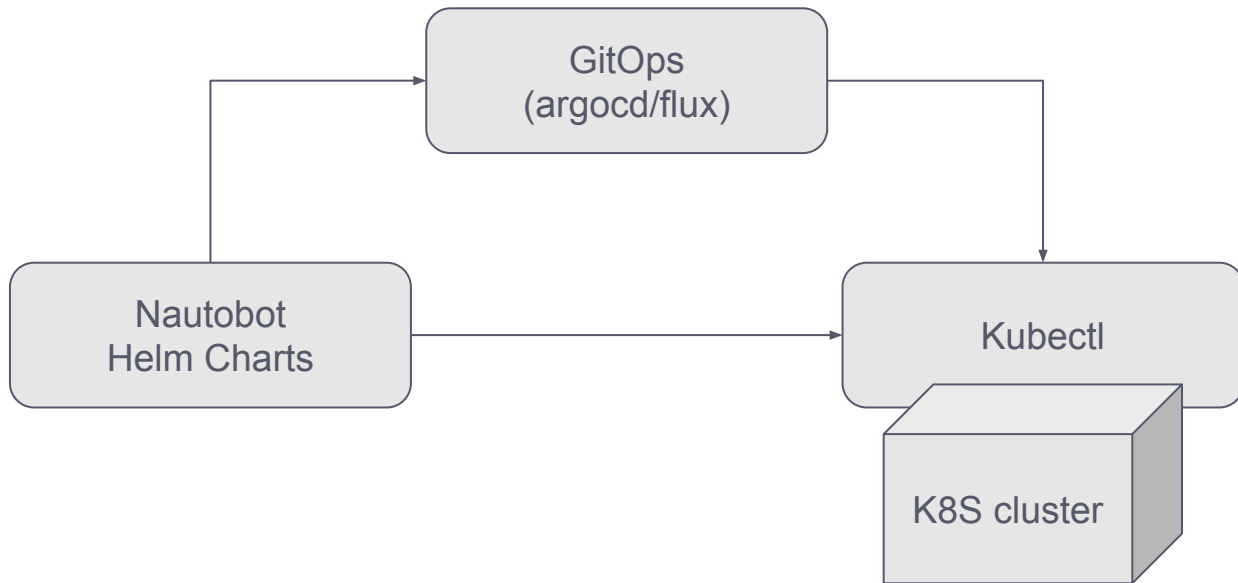 GitOps
(argocd/flux)
Nautobot
Helm Charts
Kubectl
K8S cluster